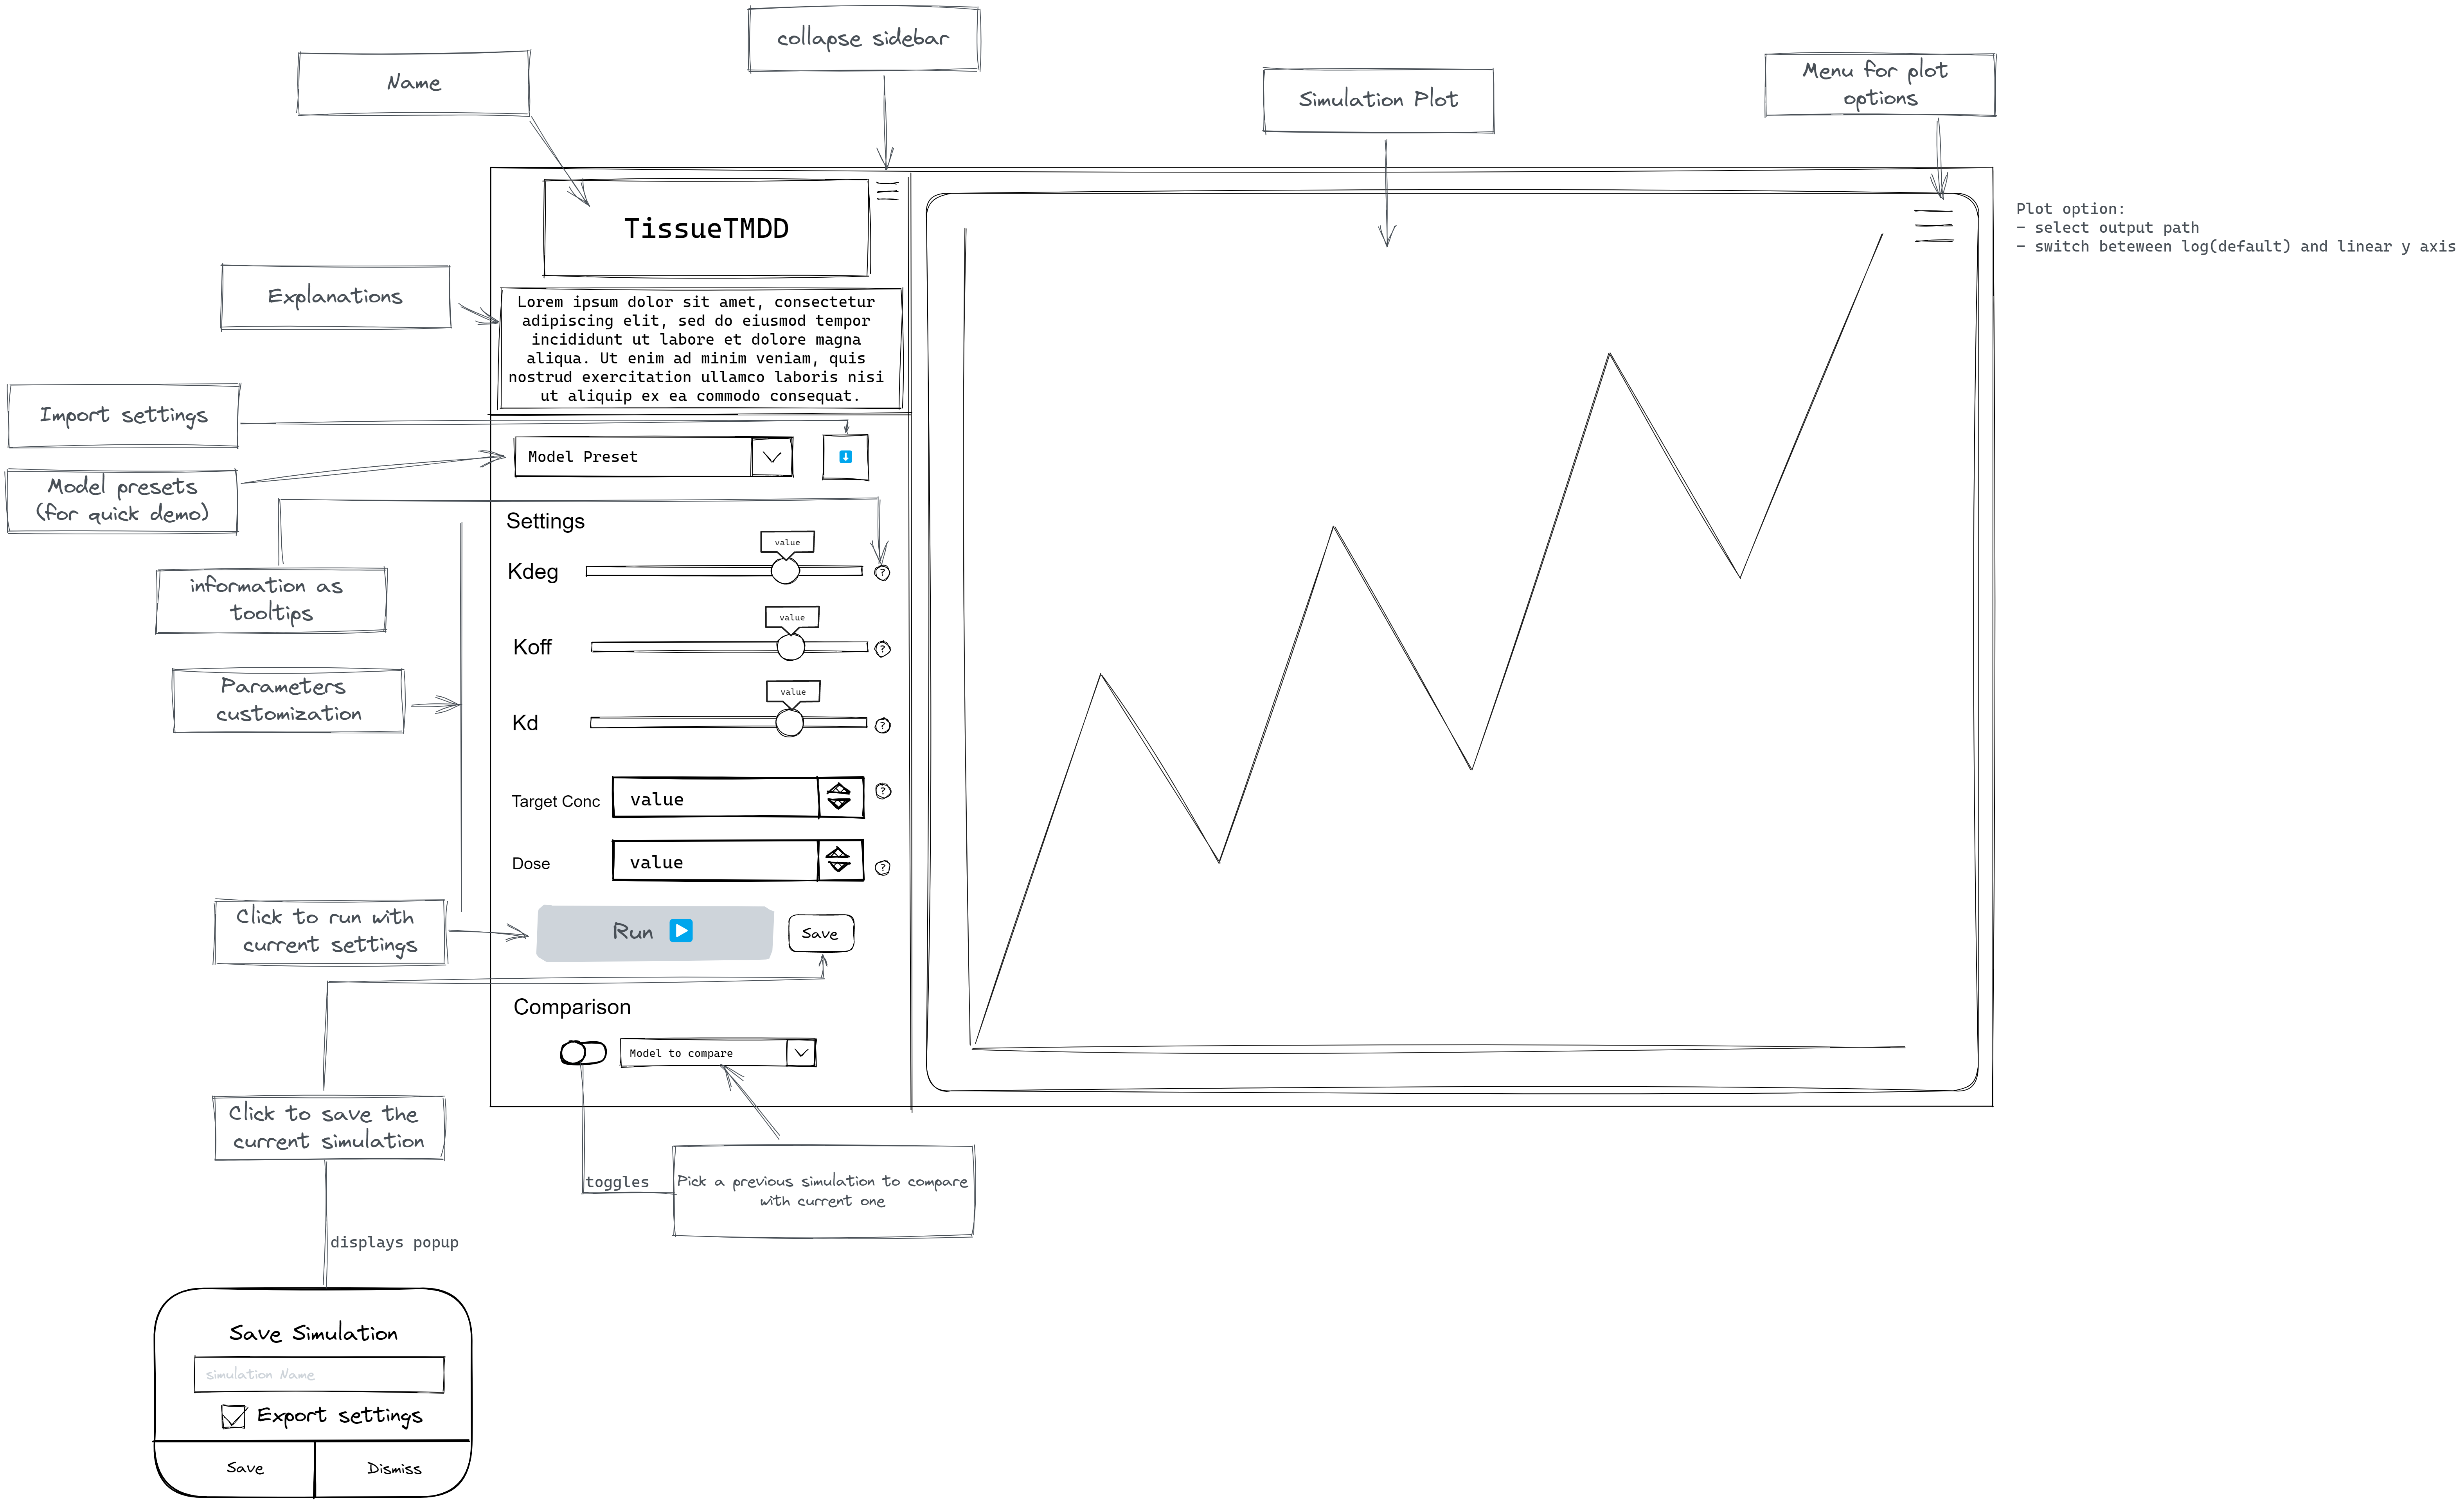 collapse sidebar
Name
Simulation Plot
Menu for plot
options
TissueTMDD
Plot option:
- select output path
- switch beteween log(default) and linear y axis
Explanations
Lorem ipsum dolor sit amet, consectetur
adipiscing elit, sed do eiusmod tempor
incididunt ut labore et dolore magna
aliqua. Ut enim ad minim veniam, quis
nostrud exercitation ullamco laboris nisi
ut aliquip ex ea commodo consequat.
Import settings
Model Preset
Model presets
(for quick demo)
Settings
value
Kdeg
?
information as
tooltips
value
Koff
?
Parameters
customization
value
Kd
?
Target Conc
value
?
Dose
value
?
Click to run with
current settings
Run
Save
Comparison
Model to compare
Click to save the
current simulation
toggles
Pick a previous simulation to compare
with current one
displays popup
Save Simulation
simulation Name
Export settings
Save
Dismiss